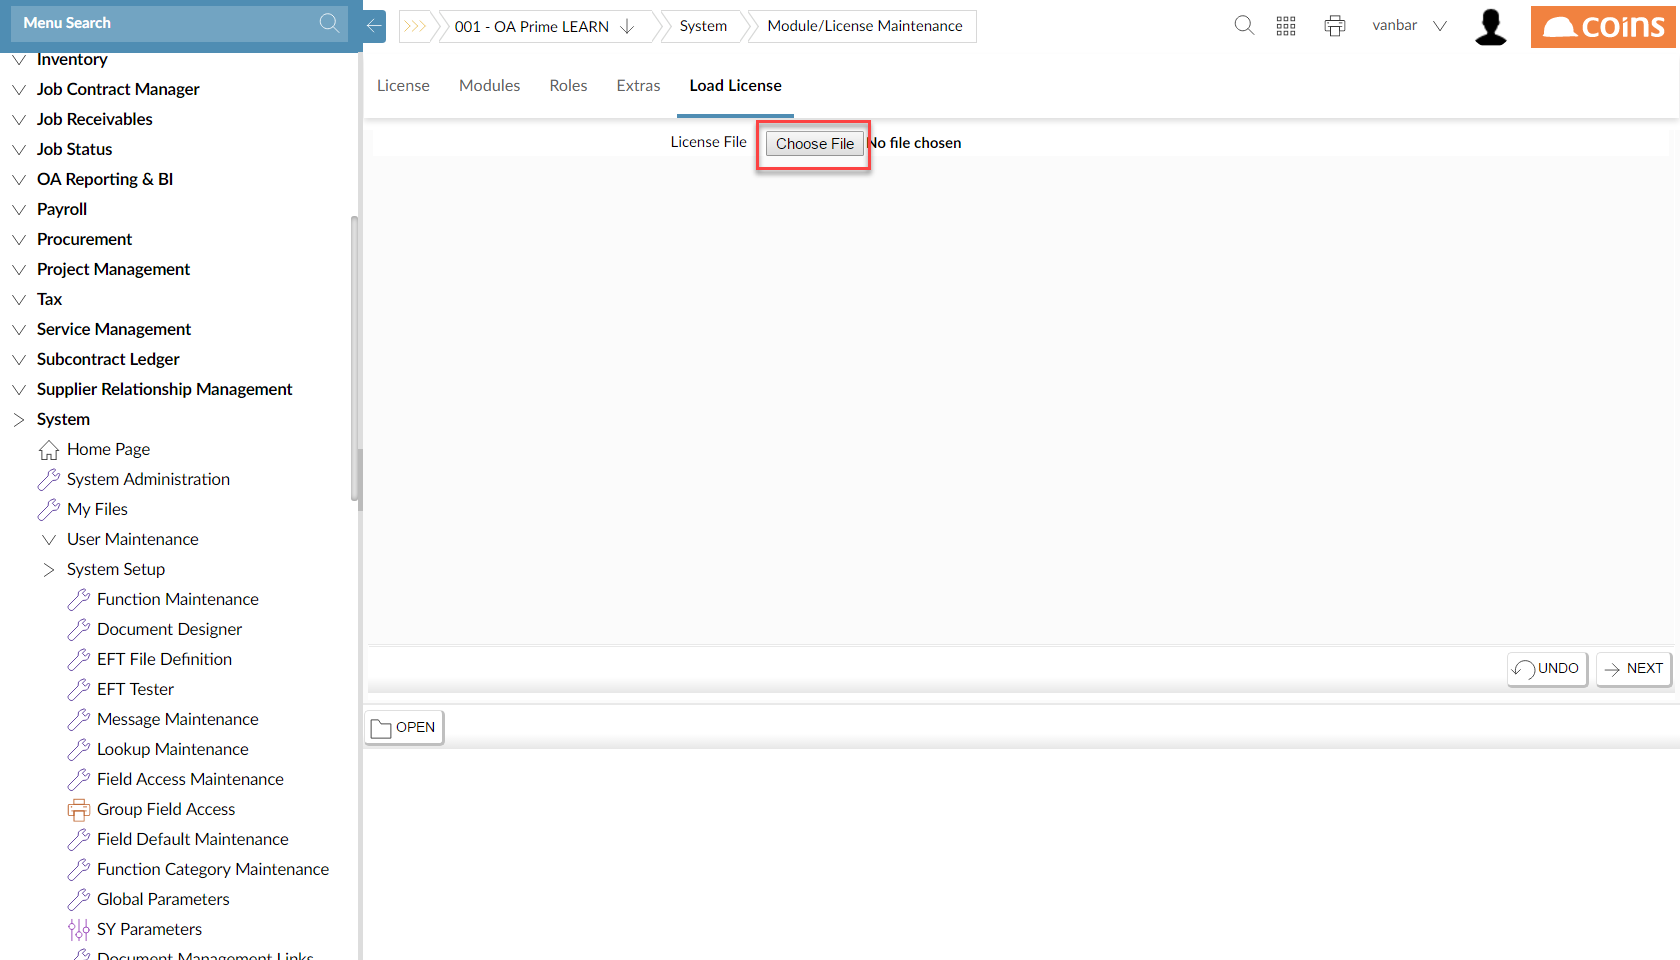 Menu Search
001 - OA Prime LEARN
System
Module/License Maintenance
vanbar
coins
License
Modules
Roles
Extras
Load License
License File
Choose File
No file chosen
Inventory
Job Contract Manager
Job Receivables
Job Status
OA Reporting & BI
Payroll
Procurement
Project Management
Tax
Service Management
Subcontract Ledger
Supplier Relationship Management
System
Home Page
System Administration
My Files
User Maintenance
System Setup
Function Maintenance
Document Designer
EFT File Definition
EFT Tester
Message Maintenance
Lookup Maintenance
Field Access Maintenance
Group Field Access
Field Default Maintenance
Function Category Maintenance
Global Parameters
SY Parameters
Document Management Links
UNDO
NEXT
OPEN